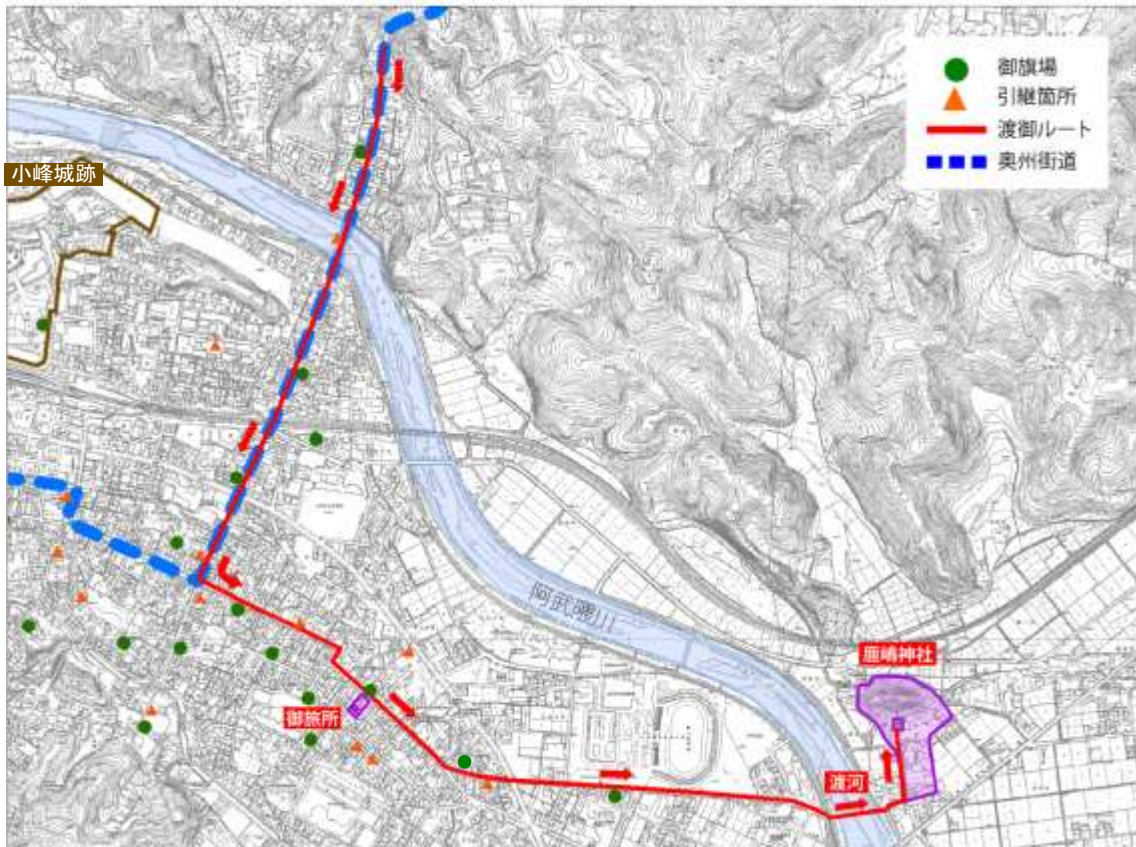 御旗場
引継箇所
渡御ルート
奥州街道
小峰城跡
阿武隈川
鹿嶋神社
御旅所
渡河